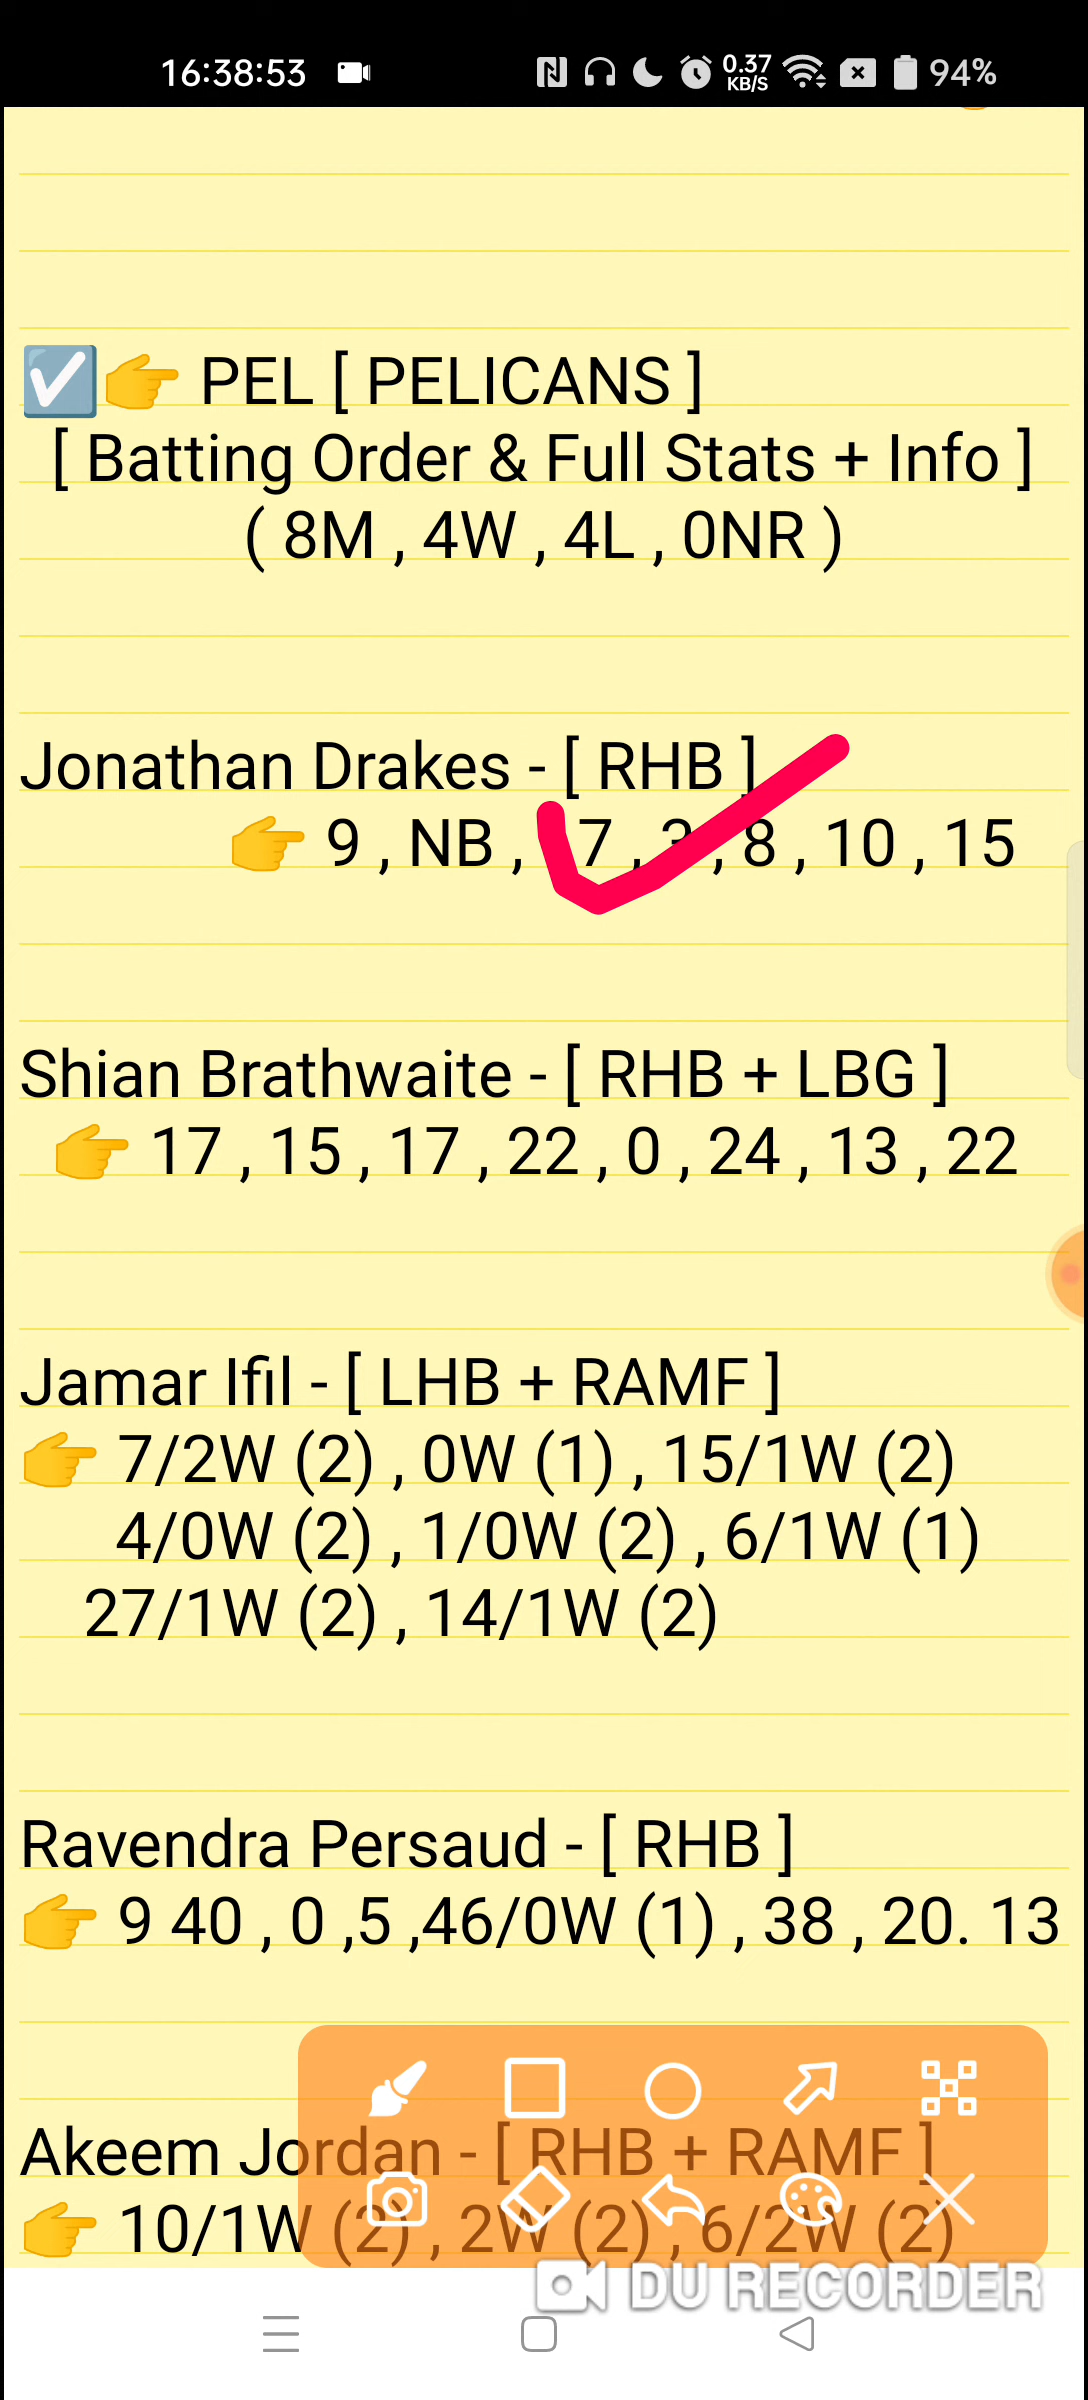 16:38:53 0.37 KB/S 94%
☑️👉 PEL [ PELICANS ]
[ Batting Order & Full Stats + Info ]
( 8M , 4W , 4L , 0NR )
Jonathan Drakes - [ RHB ]
👉 9 , NB , 7 , 3 , 8 , 10 , 15
Shian Brathwaite - [ RHB + LBG ]
👉 17 , 15 , 17 , 22 , 0 , 24 , 13 , 22
Jamar Ifil - [ LHB + RAMF ]
👉 7/2W (2) , 0W (1) , 15/1W (2)
4/0W (2) , 1/0W (2) , 6/1W (1)
27/1W (2) , 14/1W (2)
Ravendra Persaud - [ RHB ]
👉 9 40 , 0 ,5 ,46/0W (1) , 38 , 20. 13
Akeem Jordan - [ RHB + RAMF ]
👉 10/1W (2) , 2W (2) , 6/2W (2)
DU RECORDER